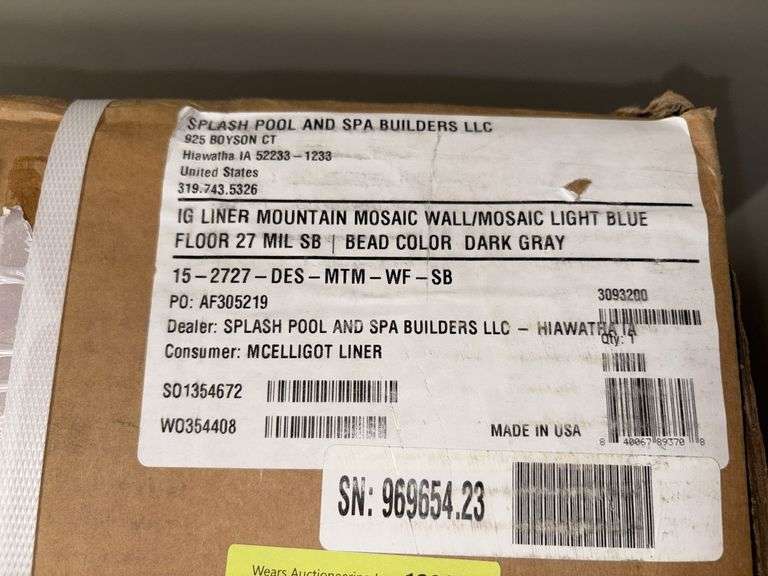 SPLASH POOL AND SPA BUILDERS LLC
925 BOYSON CT
Hiawatha IA 52233-1233
United States
319.743.5326
IG LINER MOUNTAIN MOSAIC WALL/MOSAIC LIGHT BLUE
FLOOR 27 MIL SB | BEAD COLOR DARK GRAY
15-2727-DES-MTM-WF-SB
PO: AF305219
3093200
Dealer: SPLASH POOL AND SPA BUILDERS LLC - HIAWATHA IA
Qty: 1
Consumer: MCELLIGOT LINER
SO1354672
WO354408
MADE IN USA
8 40067 89370 8
SN: 969654.23
Wears Auctioneering